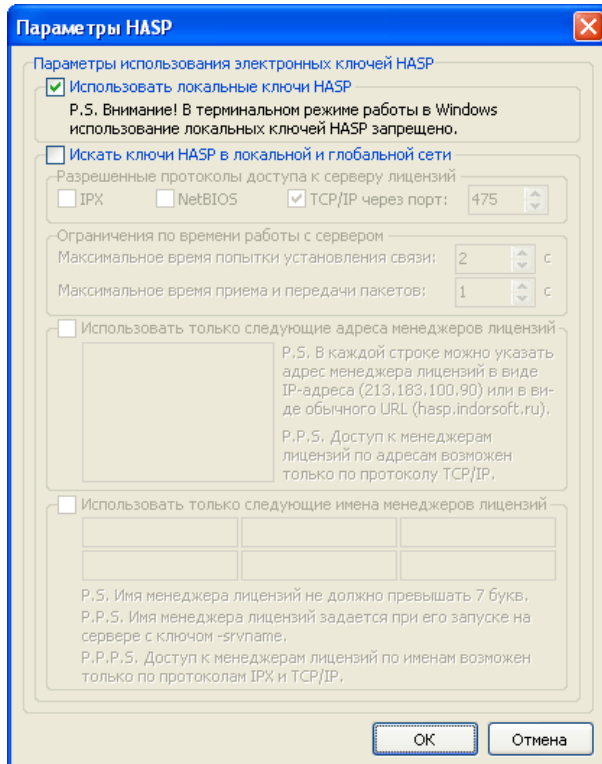 Параметры HASP
Параметры использования электронных ключей HASP
Использовать локальные ключи HASP
P.S. Внимание! В терминальном режиме работы в Windows
использование локальных ключей HASP запрещено.
Искать ключи HASP в локальной и глобальной сети
Разрешенные протоколы доступа к серверу лицензий
IPX NetBIOS TCP/IP через порт: 475
Ограничения по времени работы с сервером
Максимальное время попытки установления связи: 2 с
Максимальное время приема и передачи пакетов: 1 с
Использовать только следующие адреса менеджеров лицензий
P.S. В каждой строке можно указать
адрес менеджера лицензий в виде
IP-адреса (213.183.100.90) или в ви-
де обычного URL (hasp.indorsoft.ru).
P.P.S. Доступ к менеджерам
лицензий по адресам возможен
только по протоколу TCP/IP.
Использовать только следующие имена менеджеров лицензий
P.S. Имя менеджера лицензий не должно превышать 7 букв.
P.P.S. Имя менеджера лицензий задается при его запуске на
сервере с ключом -srvname.
P.P.P.S. Доступ к менеджерам лицензий по именам возможен
только по протоколам IPX и TCP/IP.
ОК Отмена